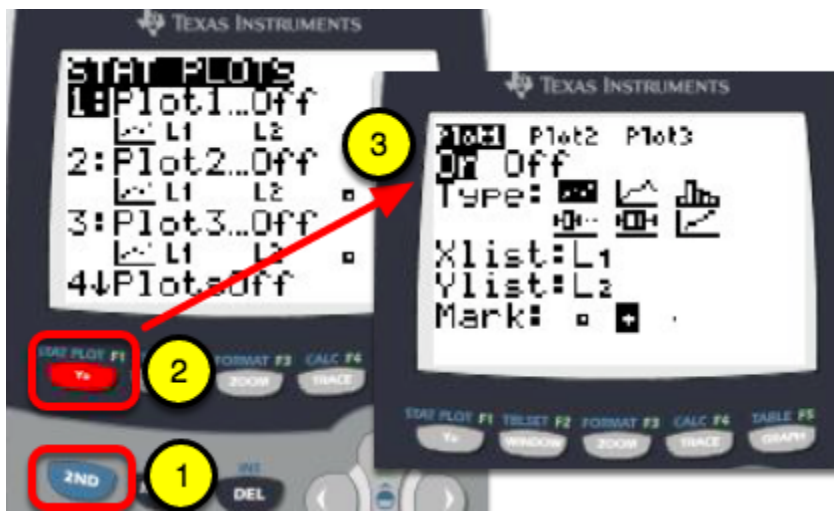 TEXAS INSTRUMENTS
STAT PLOTS
1:Plot1…Off
L1 L2
2:Plot2…Off
L1 L2
3:Plot3…Off
L1 L2
4↓PlotsOff
STAT PLOT F1
FORMAT F3
CALC F4
Y=
2
ZOOM
TRACE
2ND
1
INS
DEL
3
TEXAS INSTRUMENTS
Plot1 Plot2 Plot3
On Off
Type:
Xlist:L1
Ylist:L2
Mark:
STAT PLOT F1
TBLSET F2
FORMAT F3
CALC F4
TABLE F5
Y=
WINDOW
ZOOM
TRACE
GRAPH